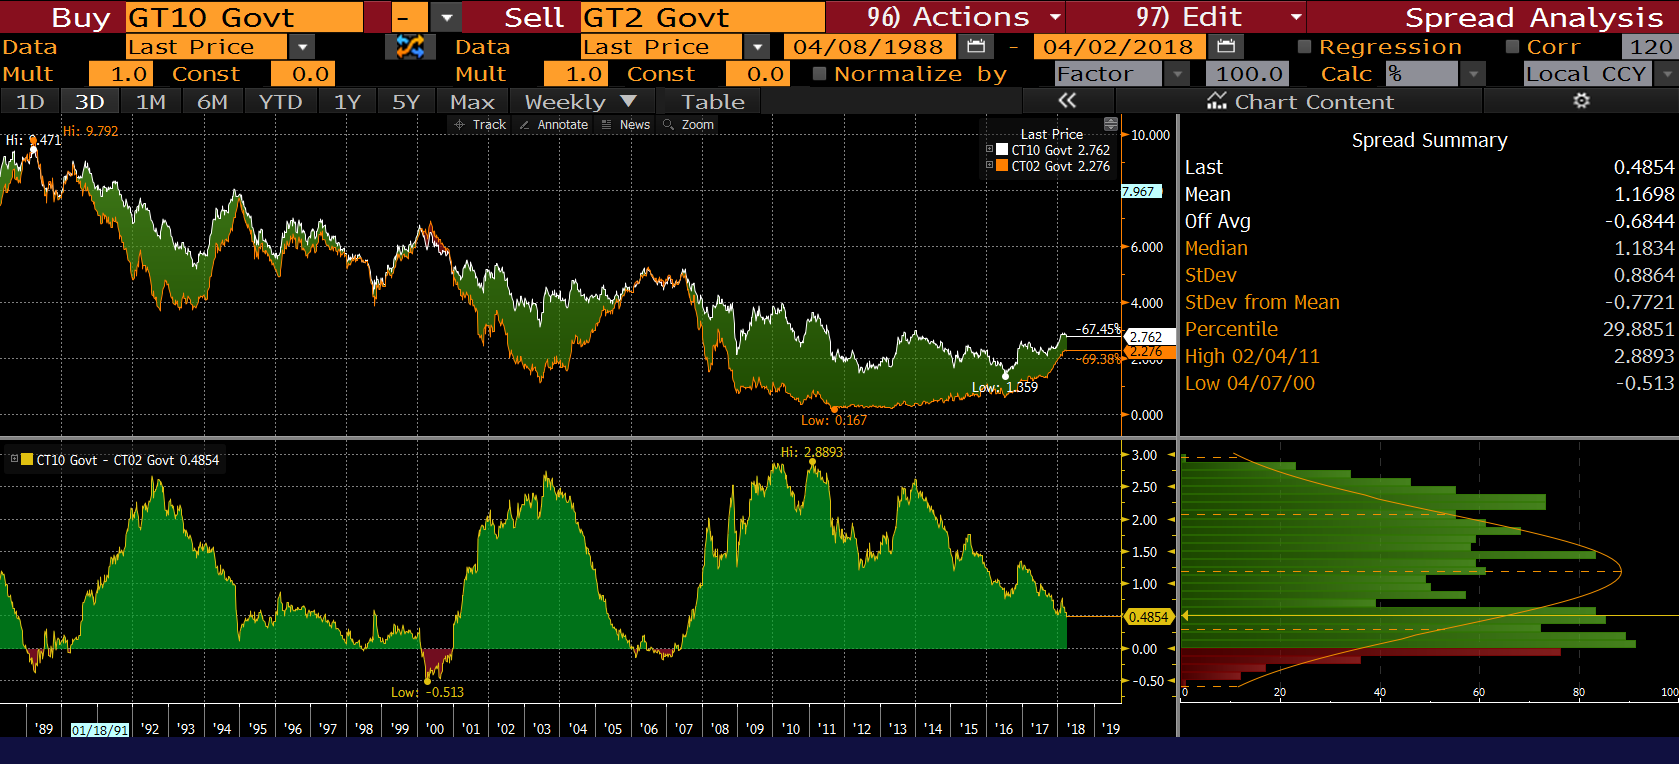 Buy GT10 Govt - Sell GT2 Govt 96) Actions 97) Edit Spread Analysis
Data Last Price Data Last Price 04/08/1988 - 04/02/2018 Regression Corr 120
Mult 1.0 Const 0.0 Mult 1.0 Const 0.0 Normalize by Factor 100.0 Calc % Local CCY
1D 3D 1M 6M YTD 1Y 5Y Max Weekly Table Chart Content
Track Annotate News Zoom
Hi: 9.471 Hi: 9.792
Last Price
CT10 Govt 2.762
CT02 Govt 2.276
10.000
7.967
6.000
4.000
-67.45% 2.762
2.276
-69.38% 2.000
Low: 1.359
Low: 0.167
0.000
Spread Summary
Last 0.4854
Mean 1.1698
Off Avg -0.6844
Median 1.1834
StDev 0.8864
StDev from Mean -0.7721
Percentile 29.8851
High 02/04/11 2.8893
Low 04/07/00 -0.513
CT10 Govt - CT02 Govt 0.4854
Hi: 2.8893
3.00
2.50
2.00
1.50
1.00
0.4854
0.00
-0.50
Low: -0.513
0 20 40 60 80 100
'89 01/18/91 '92 '93 '94 '95 '96 '97 '98 '99 '00 '01 '02 '03 '04 '05 '06 '07 '08 '09 '10 '11 '12 '13 '14 '15 '16 '17 '18 '19